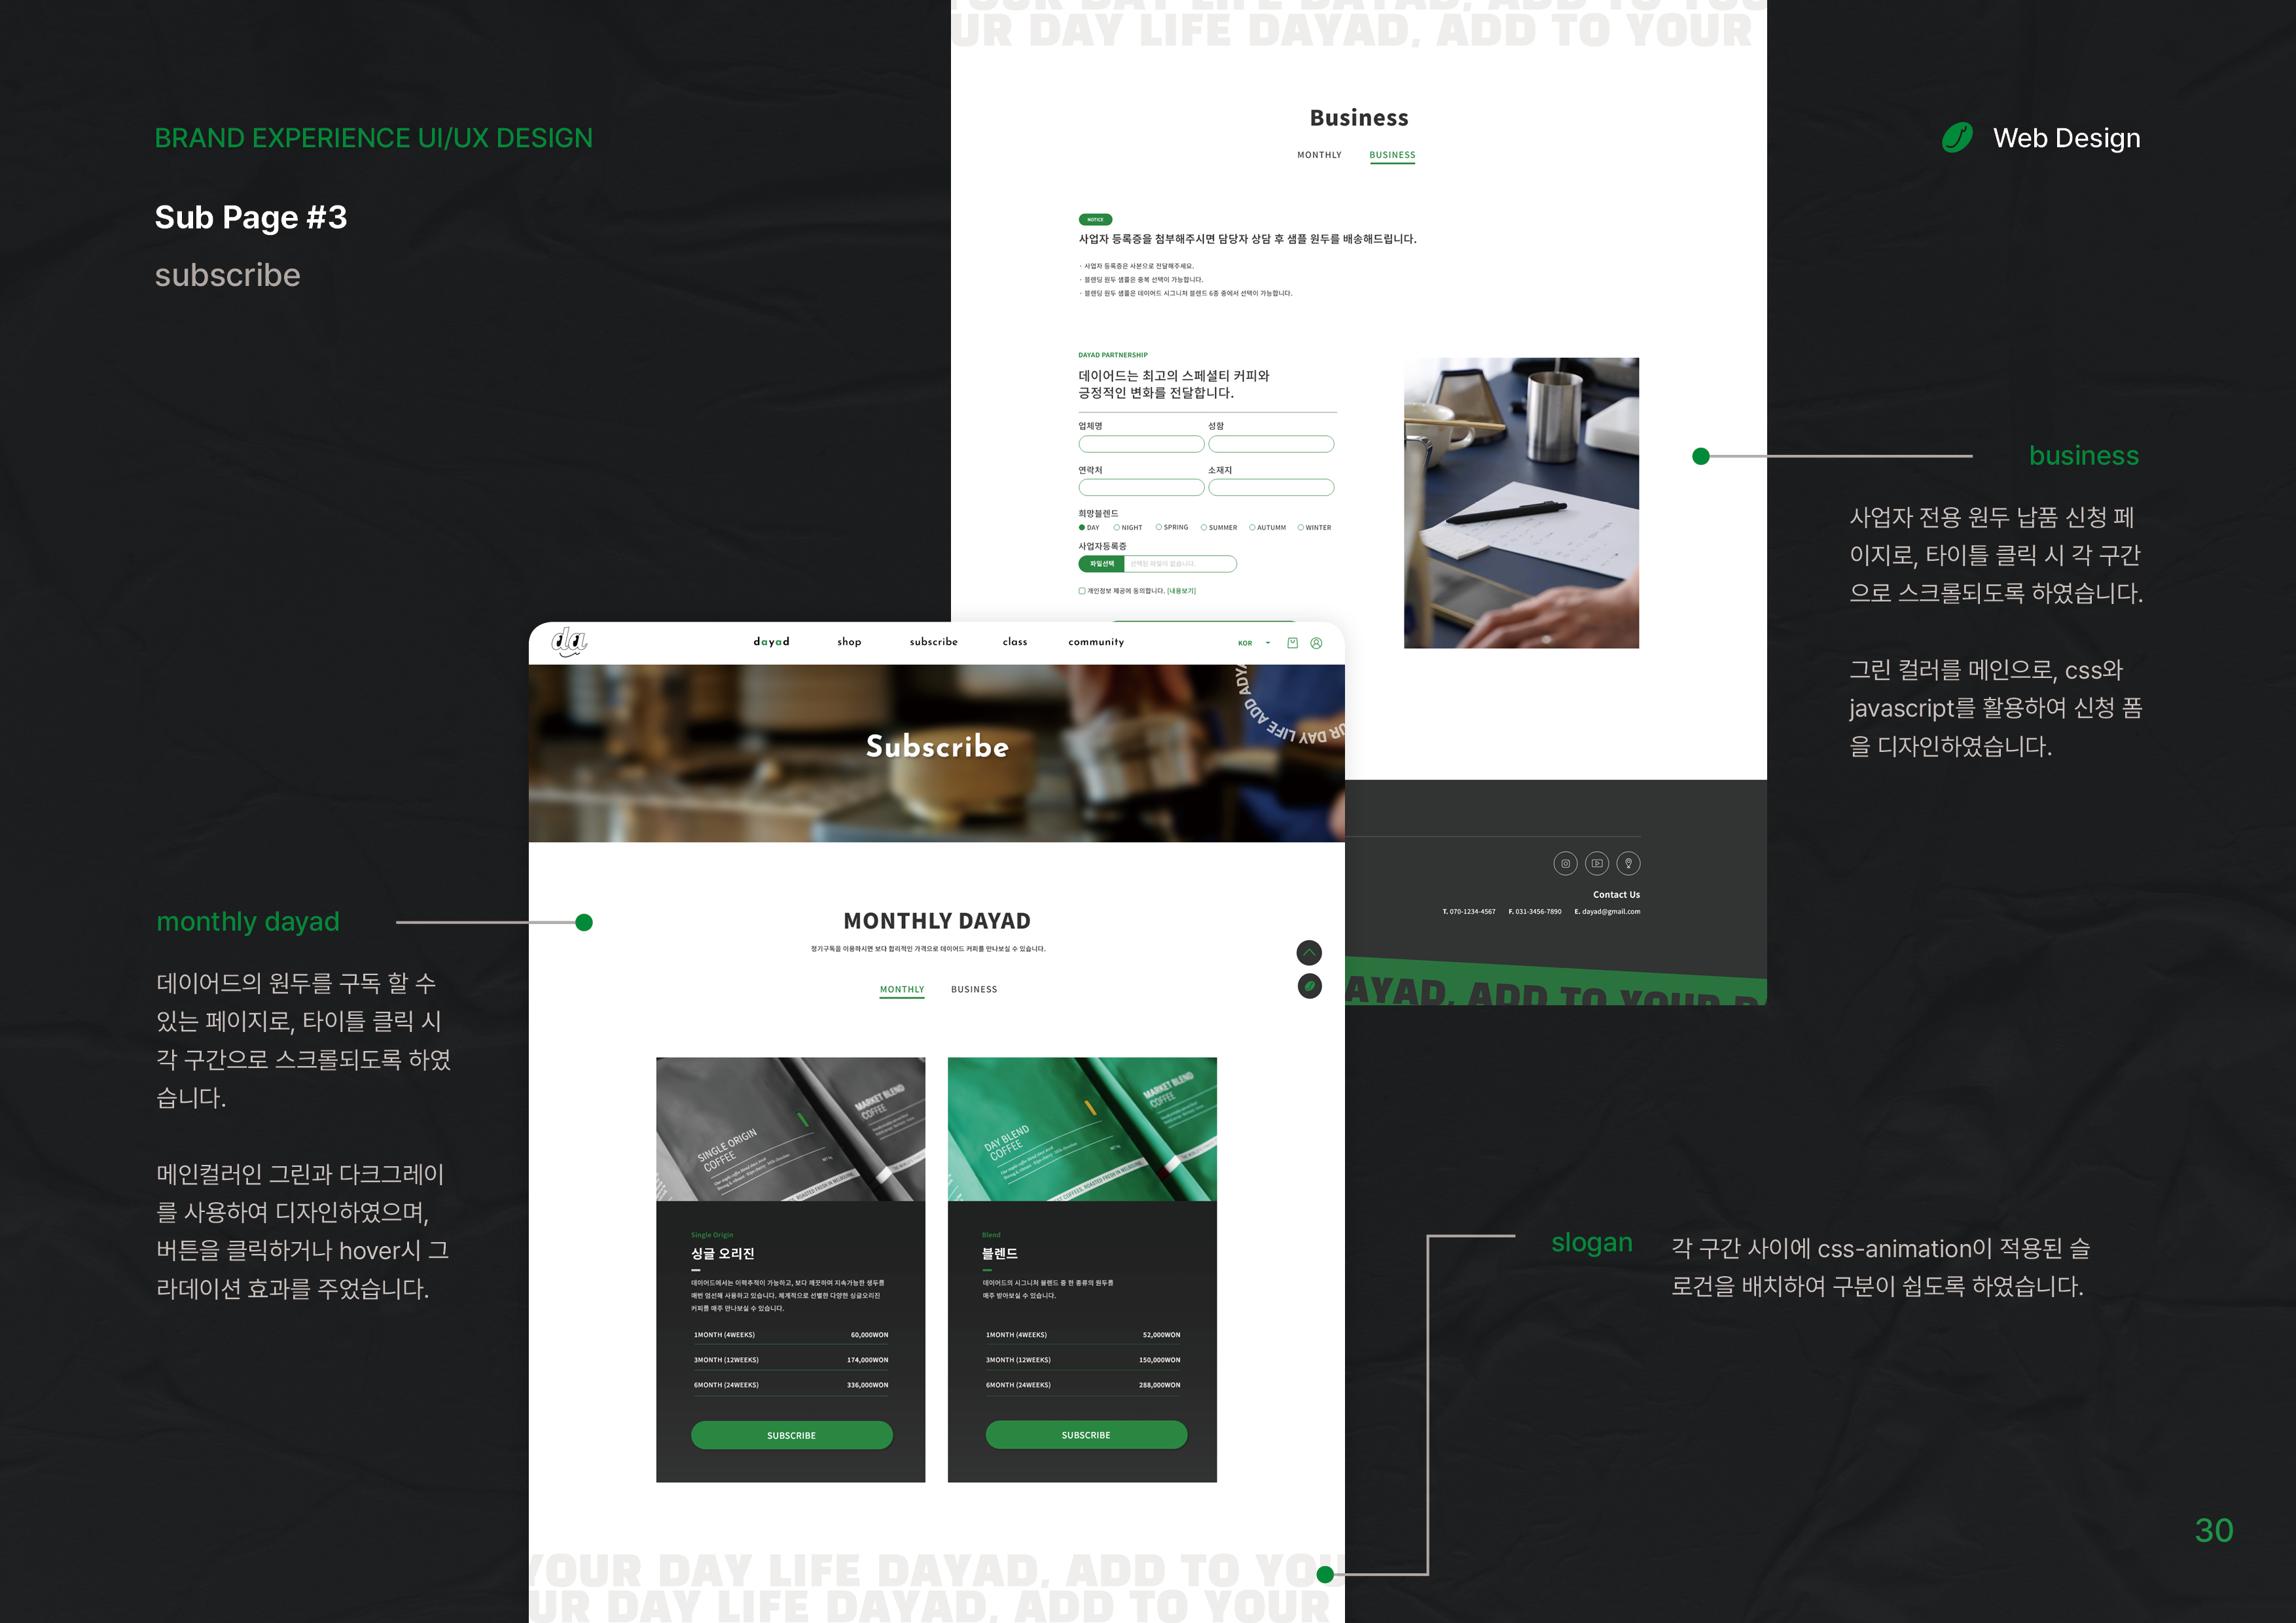 BRAND EXPERIENCE UI/UX DESIGN
Sub Page #3
subscribe
Web Design
UR DAY LIFE DAYAD, ADD TO YOUR
Business
MONTHLY
BUSINESS
NOTICE
사업자 등록증을 첨부해주시면 담당자 상담 후 샘플 원두를 배송해드립니다.
· 사업자 등록증은 사본으로 전달해주세요.
· 블렌딩 원두 샘플은 중복 선택이 가능합니다.
· 블렌딩 원두 샘플은 데이어드 시그니처 블렌드 6종 중에서 선택이 가능합니다.
DAYAD PARTNERSHIP
데이어드는 최고의 스페셜티 커피와
긍정적인 변화를 전달합니다.
업체명
성함
연락처
소재지
희망블렌드
DAY
NIGHT
SPRING
SUMMER
AUTUMM
WINTER
사업자등록증
파일선택
선택된 파일이 없습니다.
개인정보 제공에 동의합니다. [내용보기]
business
사업자 전용 원두 납품 신청 페
이지로, 타이틀 클릭 시 각 구간
으로 스크롤되도록 하였습니다.
그린 컬러를 메인으로, css와
javascript를 활용하여 신청 폼
을 디자인하였습니다.
Contact Us
T. 070-1234-4567 F. 031-3456-7890 E. dayad@gmail.com
AYAD, ADD TO YOUR D
da
dayad
shop
subscribe
class
community
KOR
Subscribe
UR DAY LIFE ADD ADYA
MONTHLY DAYAD
정기구독을 이용하시면 보다 합리적인 가격으로 데이어드 커피를 만나보실 수 있습니다.
MONTHLY
BUSINESS
monthly dayad
데이어드의 원두를 구독 할 수
있는 페이지로, 타이틀 클릭 시
각 구간으로 스크롤되도록 하였
습니다.
메인컬러인 그린과 다크그레이
를 사용하여 디자인하였으며,
버튼을 클릭하거나 hover시 그
라데이션 효과를 주었습니다.
SINGLE ORIGIN
COFFEE
MARKET BLEND
COFFEE
Single Origin
싱글 오리진
데이어드에서는 이력추적이 가능하고, 보다 깨끗하며 지속가능한 생두를
매번 엄선해 사용하고 있습니다. 체계적으로 선별한 다양한 싱글오리진
커피를 매주 만나보실 수 있습니다.
1MONTH (4WEEKS) 60,000WON
3MONTH (12WEEKS) 174,000WON
6MONTH (24WEEKS) 336,000WON
SUBSCRIBE
DAY BLEND
COFFEE
MARKET BLEND
COFFEE
Blend
블렌드
데이어드의 시그니처 블렌드 중 한 종류의 원두를
매주 받아보실 수 있습니다.
1MONTH (4WEEKS) 52,000WON
3MONTH (12WEEKS) 150,000WON
6MONTH (24WEEKS) 288,000WON
SUBSCRIBE
slogan
각 구간 사이에 css-animation이 적용된 슬
로건을 배치하여 구분이 쉽도록 하였습니다.
YOUR DAY LIFE DAYAD, ADD TO YOU
UR DAY LIFE DAYAD, ADD TO YOUR
30